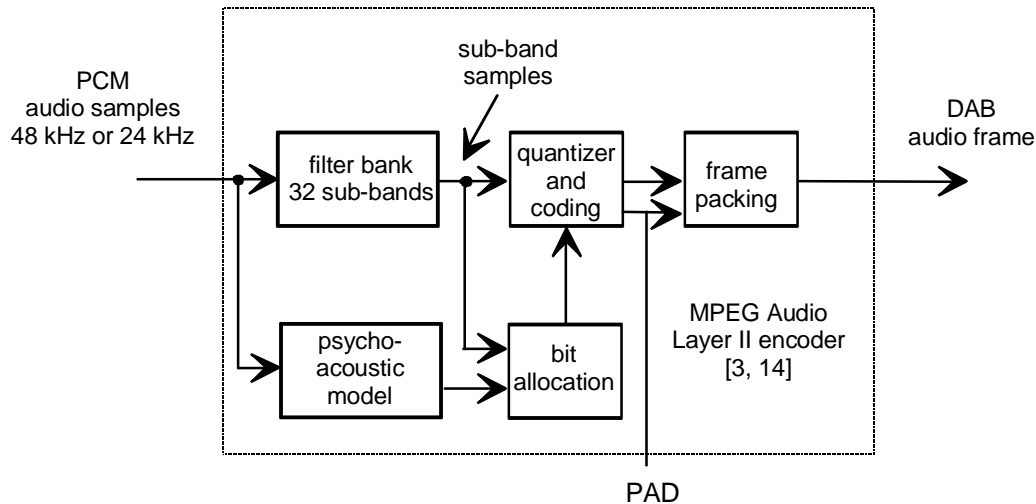 sub-band
samples
PCM
audio samples
48 kHz or 24 kHz
DAB
audio frame
filter bank
32 sub-bands
quantizer
and
coding
frame
packing
MPEG Audio
Layer II encoder
[3, 14]
psycho-
acoustic
model
bit
allocation
PAD